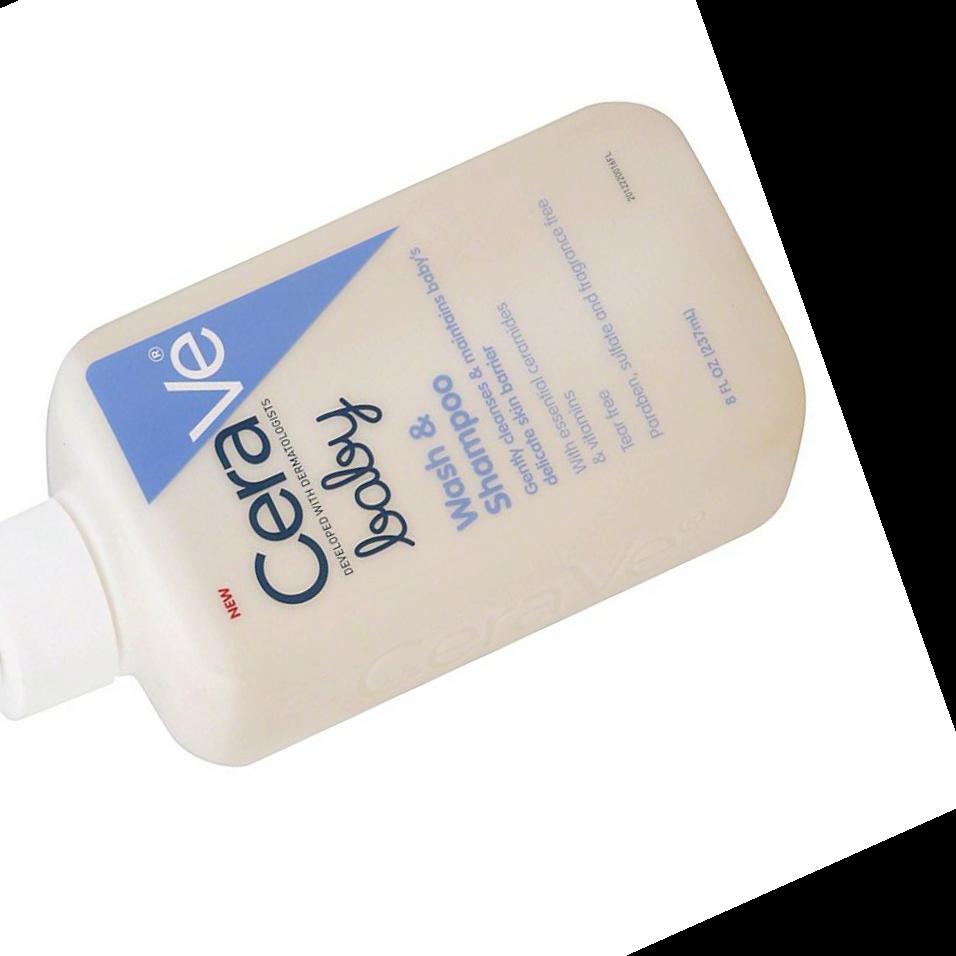 NEW
CeraVe®
DEVELOPED WITH DERMATOLOGISTS
baby
Wash &
Shampoo
Gently cleanses & maintains baby's
delicate skin barrier
With essential ceramides
& vitamins
Tear free
Paraben, sulfate and fragrance free
8 FL OZ (237mL)
CeraVe